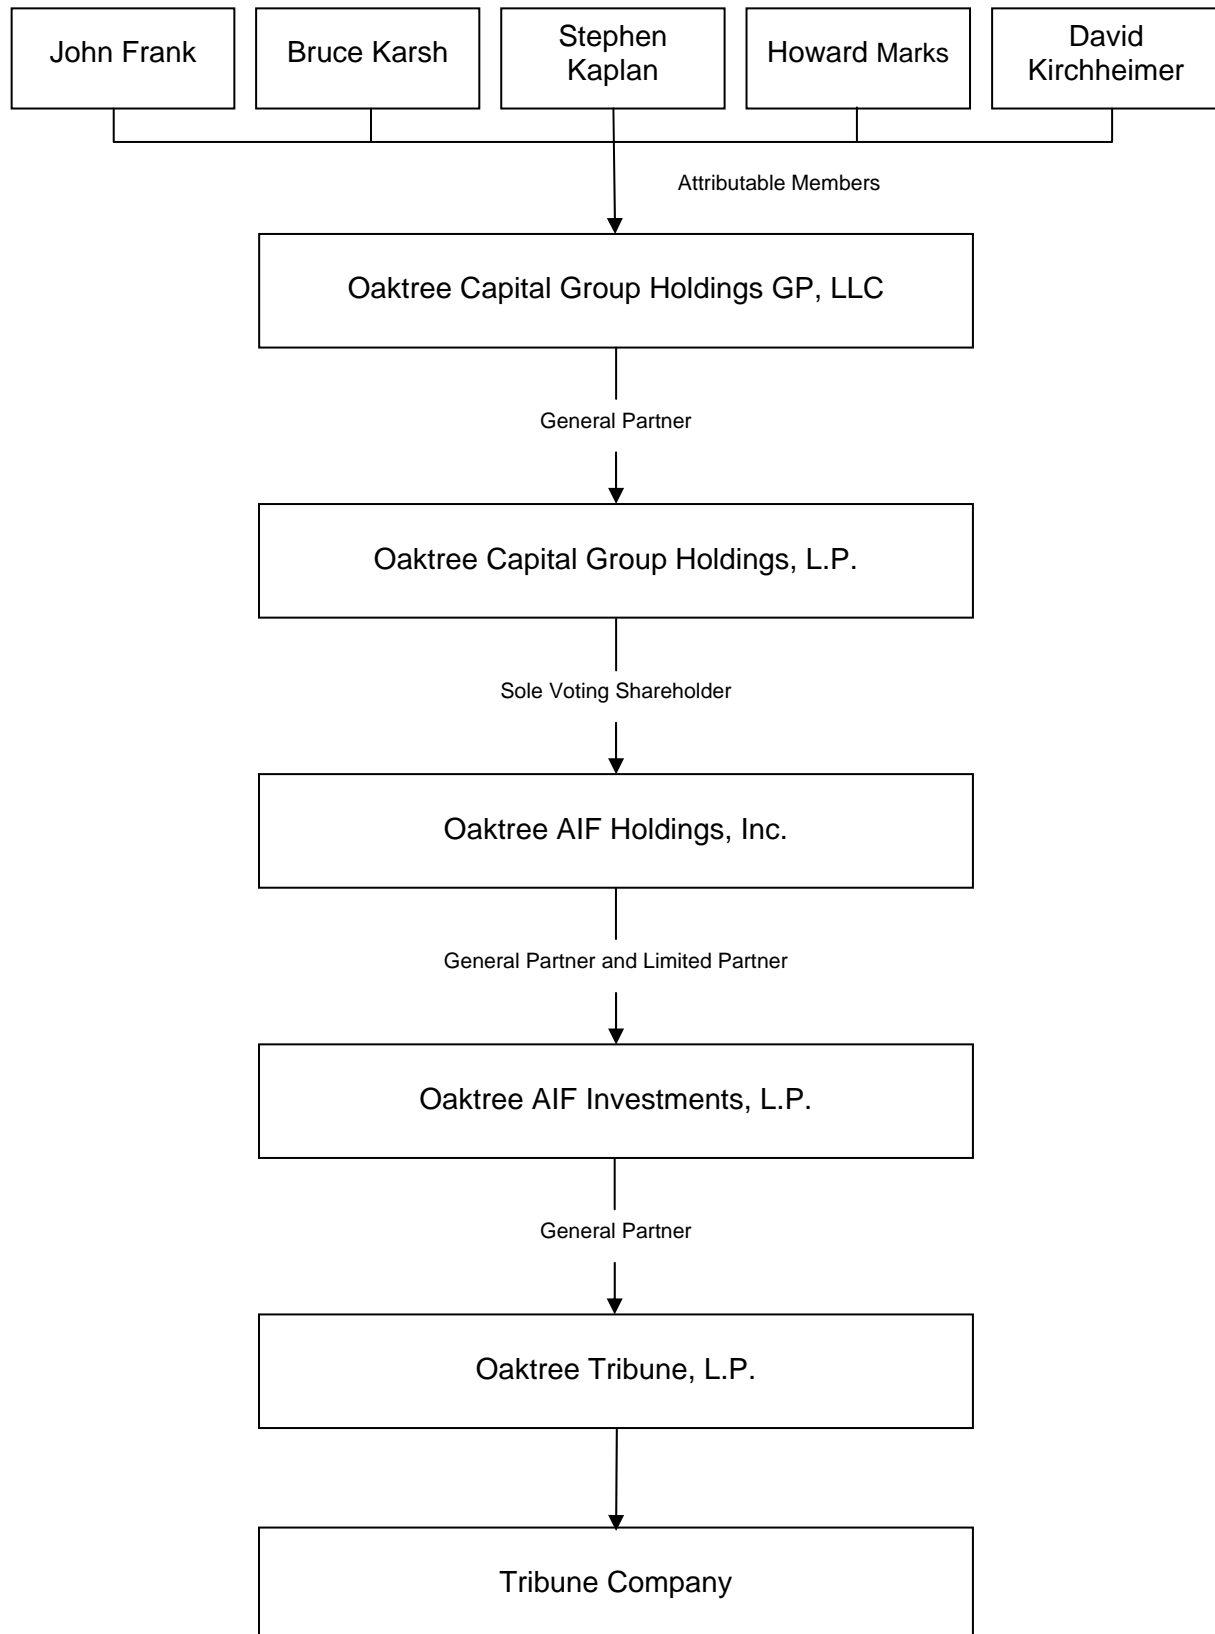 John Frank
Bruce Karsh
Stephen
Kaplan
Howard Marks
David
Kirchheimer
Attributable Members
Oaktree Capital Group Holdings GP, LLC
General Partner
Oaktree Capital Group Holdings, L.P.
Sole Voting Shareholder
Oaktree AIF Holdings, Inc.
General Partner and Limited Partner
Oaktree AIF Investments, L.P.
General Partner
Oaktree Tribune, L.P.
Tribune Company